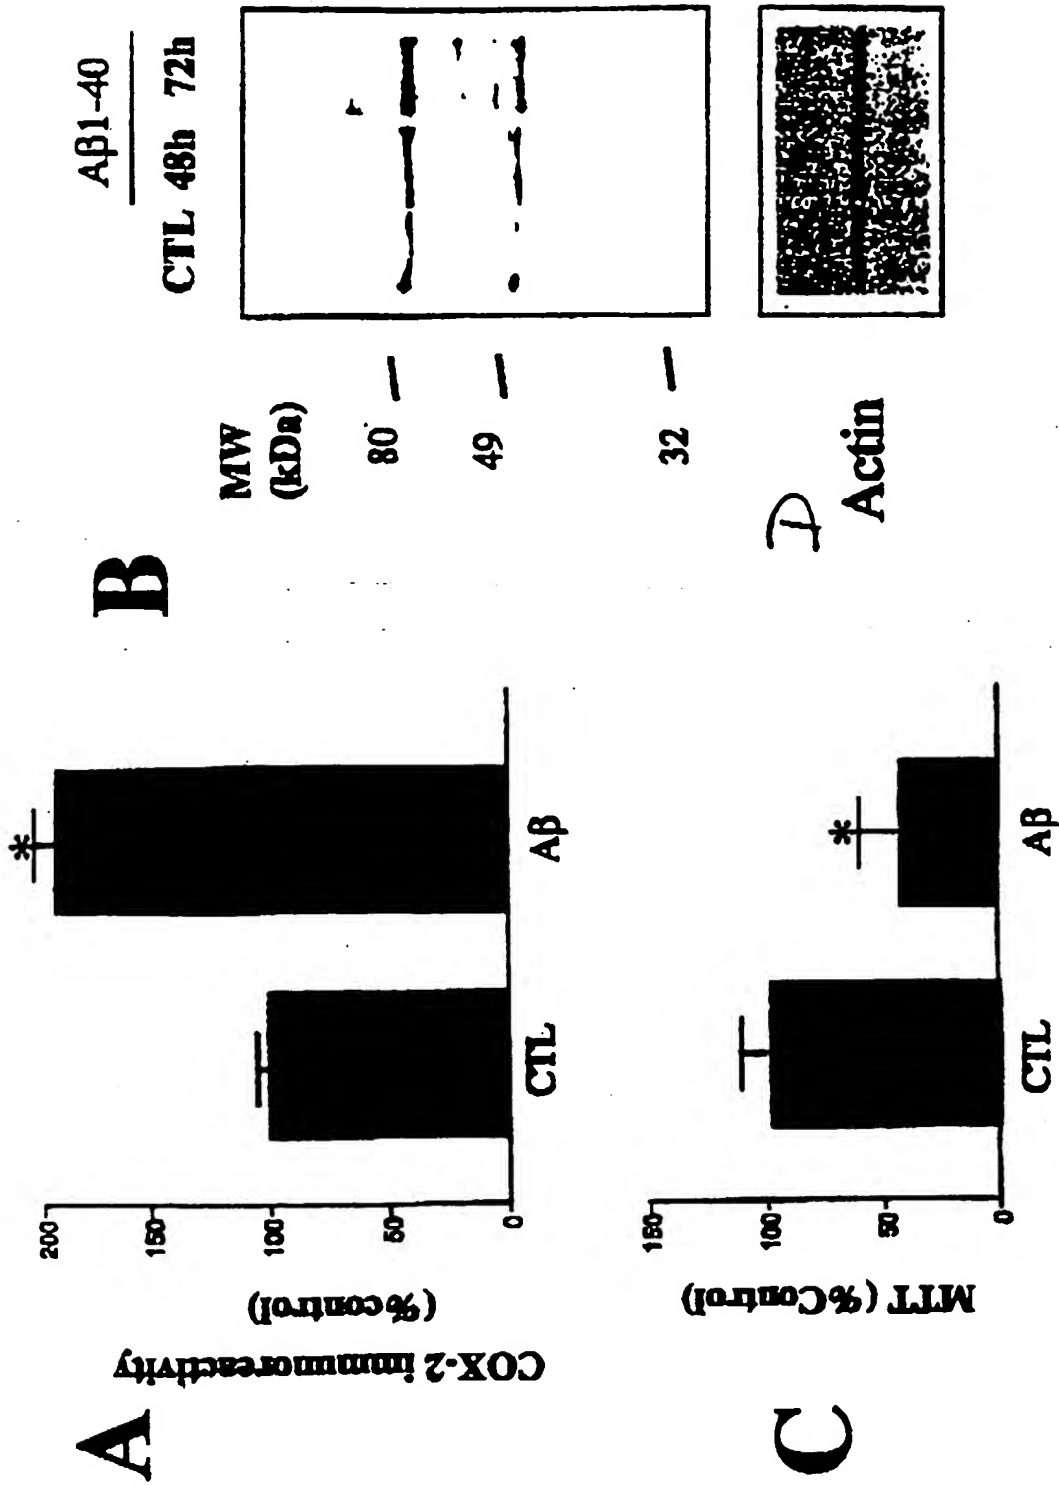 A
COX-2 immunoreactivity
(%control)
200
150
100
50
0
*
CTL
Aβ
B
Aβ1-40
CTL 48h 72h
MW
(kDa)
80
49
32
C
MTT (%Control)
150
100
50
0
*
CTL
Aβ
D
Actin